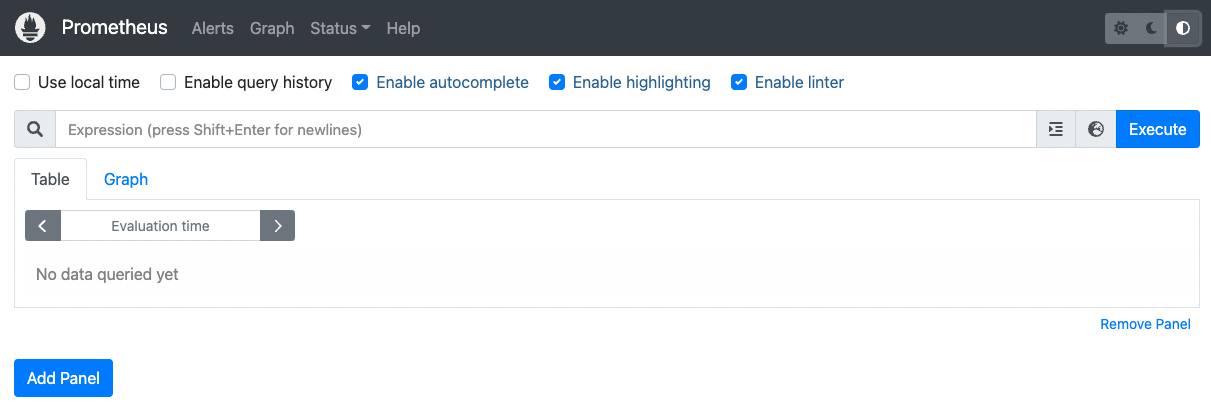 Prometheus Alerts Graph Status Help
Use local time Enable query history Enable autocomplete Enable highlighting Enable linter
Expression (press Shift+Enter for newlines) Execute
Table Graph
Evaluation time
No data queried yet
Remove Panel
Add Panel